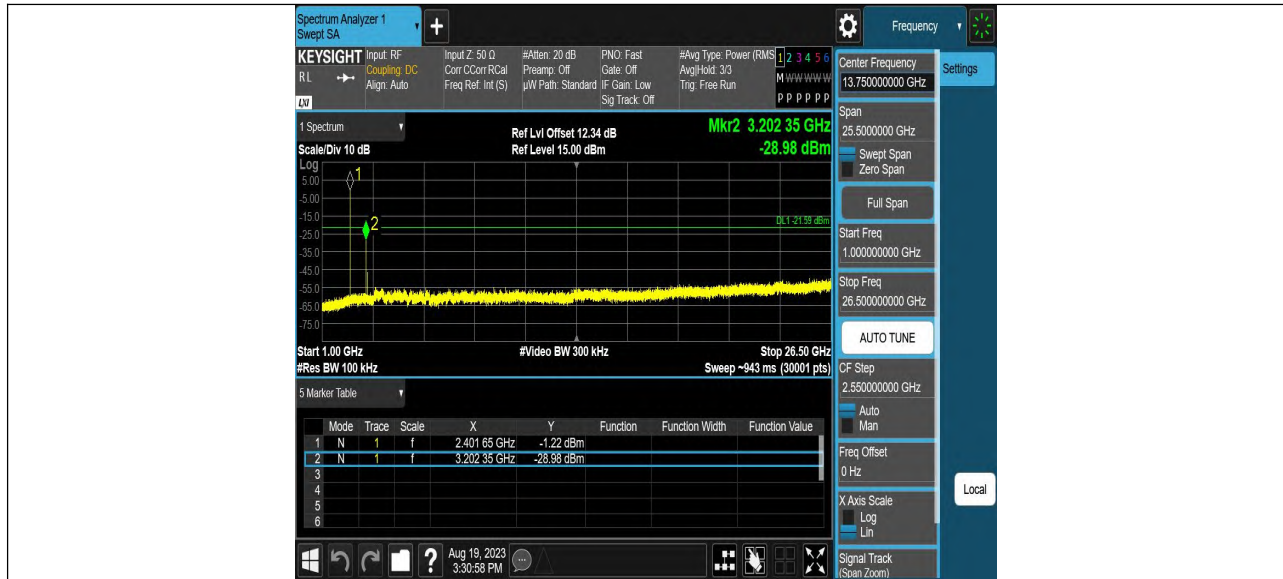 Spectrum Analyzer 1
Swept SA
+
Frequency
KEYSIGHT
RL
LXI
Input: RF
Coupling: DC
Align: Auto
Input Z: 50 Ω
Corr CCorr RCal
Freq Ref: Int (S)
#Atten: 20 dB
Preamp: Off
µW Path: Standard
PNO: Fast
Gate: Off
IF Gain: Low
Sig Track: Off
#Avg Type: Power (RMS
Avg|Hold: 3/3
Trig: Free Run
1 2 3 4 5 6
M W W W W W
P P P P P P
1 Spectrum
Scale/Div 10 dB
Ref Lvl Offset 12.34 dB
Ref Level 15.00 dBm
Mkr2 3.202 35 GHz
-28.98 dBm
Log
5.00
-5.00
-15.0
-25.0
-35.0
-45.0
-55.0
-65.0
-75.0
1
2
DL1 -21.59 dBm
Start 1.00 GHz
#Res BW 100 kHz
#Video BW 300 kHz
Stop 26.50 GHz
Sweep ~943 ms (30001 pts)
5 Marker Table
Mode Trace Scale X Y Function Function Width Function Value
1 N 1 f 2.401 65 GHz -1.22 dBm
2 N 1 f 3.202 35 GHz -28.98 dBm
3
4
5
6
?
Aug 19, 2023
3:30:58 PM
Center Frequency
13.750000000 GHz
Settings
Span
25.5000000 GHz
Swept Span
Zero Span
Full Span
Start Freq
1.000000000 GHz
Stop Freq
26.500000000 GHz
AUTO TUNE
CF Step
2.550000000 GHz
Auto
Man
Freq Offset
0 Hz
Local
X Axis Scale
Log
Lin
Signal Track
(Span Zoom)